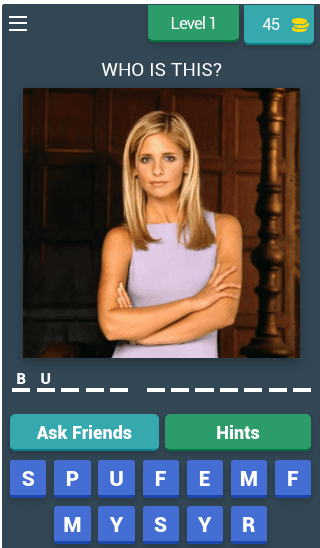 Level 1
45
WHO IS THIS?
B U
Ask Friends
Hints
S P U F E M F
M Y S Y R